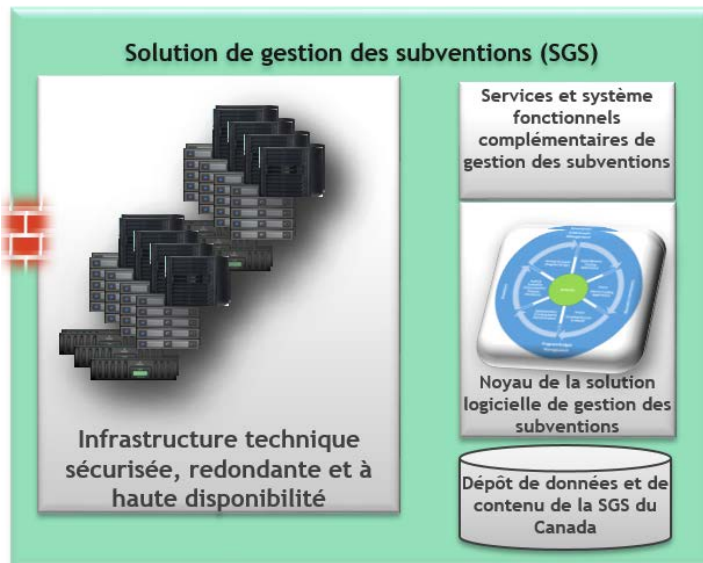 Solution de gestion des subventions (SGS)
Infrastructure technique
sécurisée, redondante et à
haute disponibilité
Services et système
fonctionnels
complémentaires de
gestion des subventions
Noyau de la solution
logicielle de gestion des
subventions
Dépôt de données et de
contenu de la SGS du
Canada